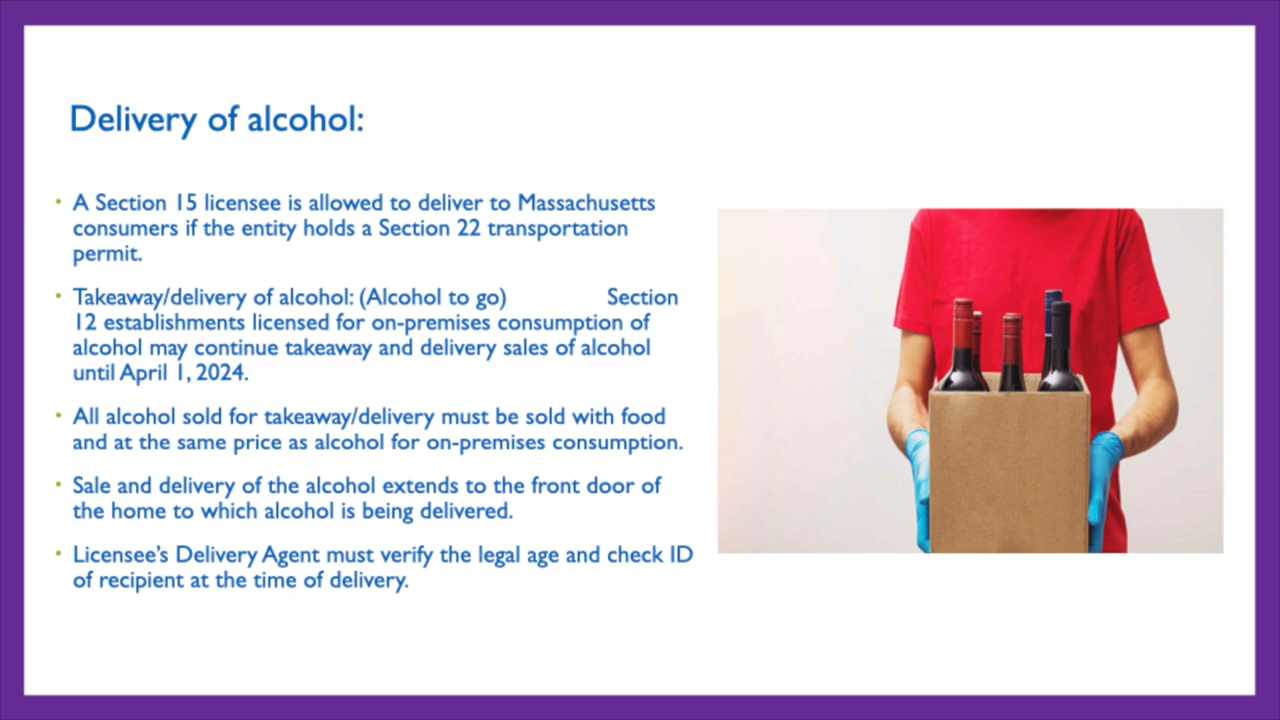 Delivery of alcohol:
• A Section 15 licensee is allowed to deliver to Massachusetts
consumers if the entity holds a Section 22 transportation
permit.
• Takeaway/delivery of alcohol: (Alcohol to go) Section
12 establishments licensed for on-premises consumption of
alcohol may continue takeaway and delivery sales of alcohol
until April 1, 2024.
• All alcohol sold for takeaway/delivery must be sold with food
and at the same price as alcohol for on-premises consumption.
• Sale and delivery of the alcohol extends to the front door of
the home to which alcohol is being delivered.
• Licensee's Delivery Agent must verify the legal age and check ID
of recipient at the time of delivery.